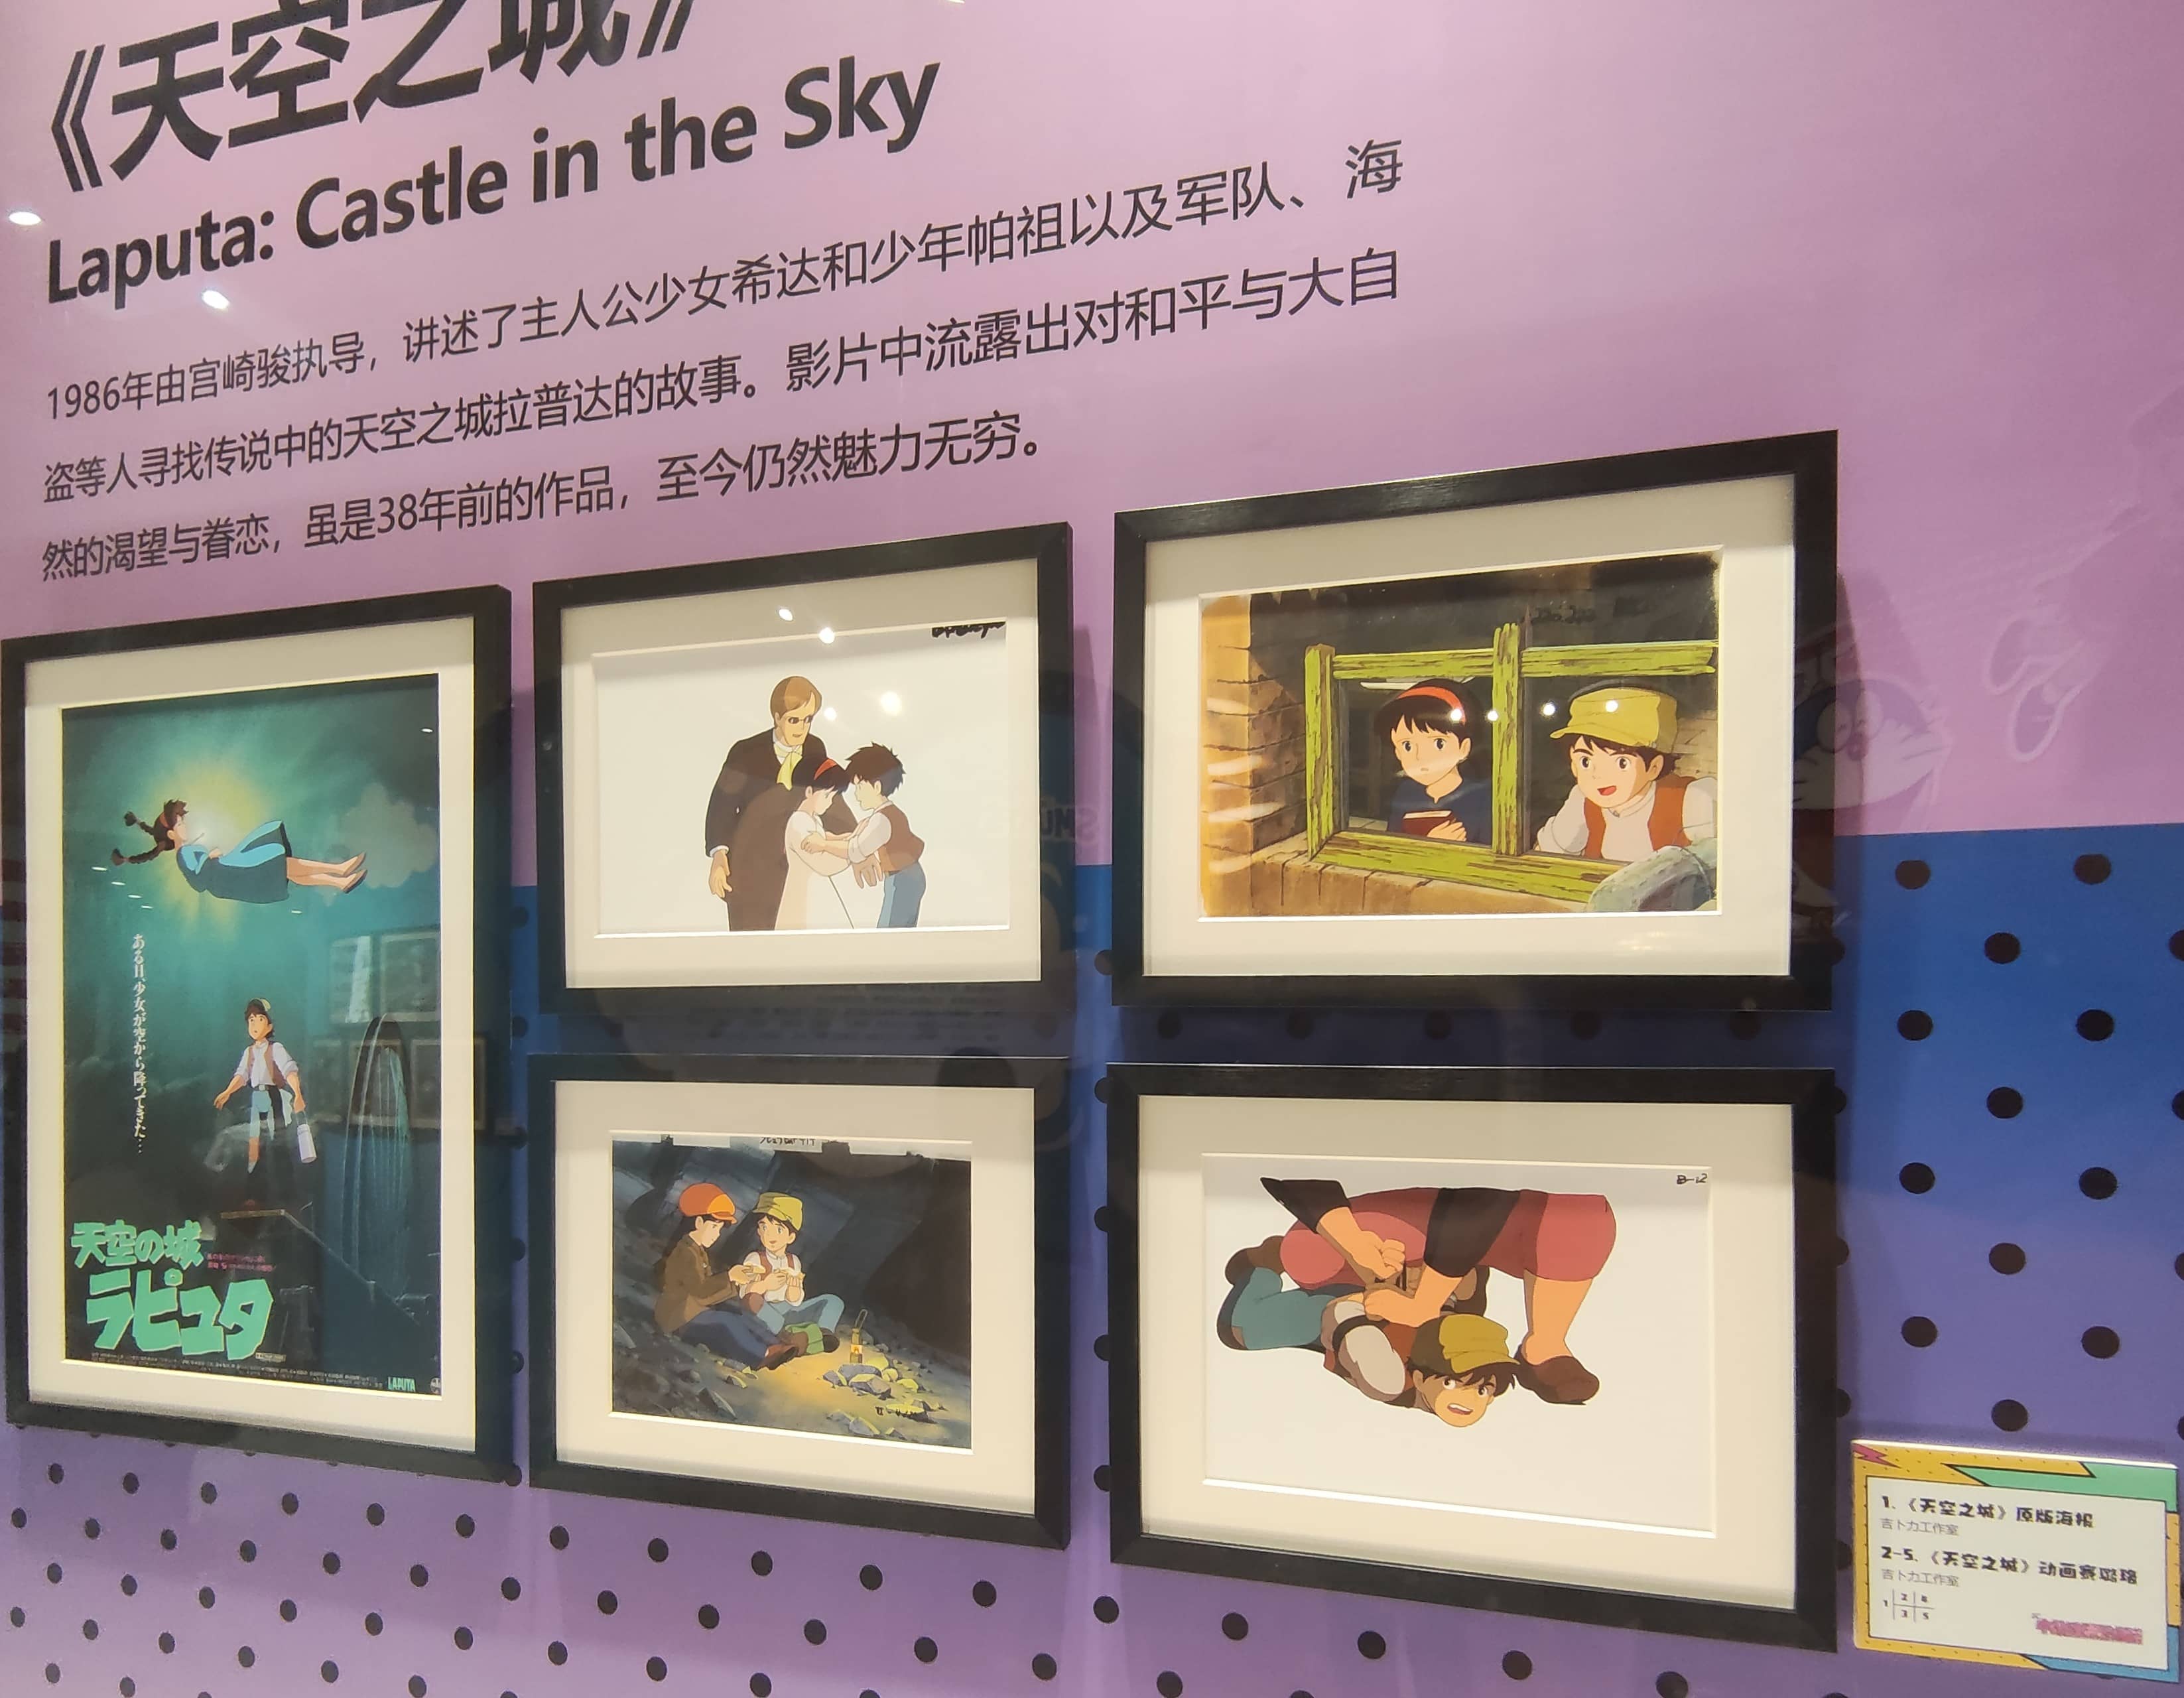 《天空之城》
Laputa: Castle in the Sky
1986年由宫崎骏执导，讲述了主人公少女希达和少年帕祖以及军队、海
盗等人寻找传说中的天空之城拉普达的故事。影片中流露出对和平与大自
然的渴望与眷恋，虽是38年前的作品，至今仍然魅力无穷。
ある日、少女が空から降ってきた…
天空の城
ラピュタ
LAPUTA
B-12
1.《天空之城》原版海报
吉卜力工作室
2-5.《天空之城》动画赛璐珞
吉卜力工作室
1 2 4
3 5